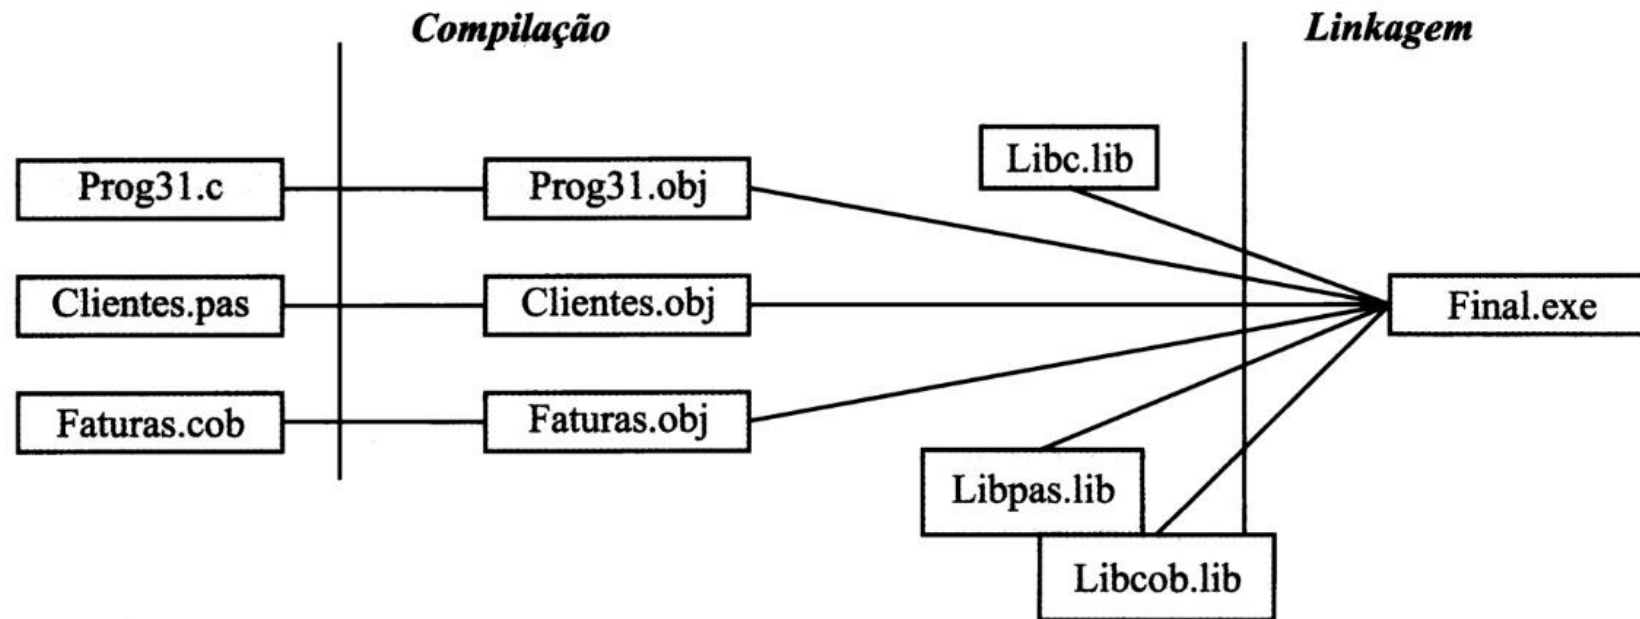 Compilação
Linkagem
Libc.lib
Prog31.c
Prog31.obj
Clientes.pas
Clientes.obj
Final.exe
Faturas.cob
Faturas.obj
Libpas.lib
Libcob.lib